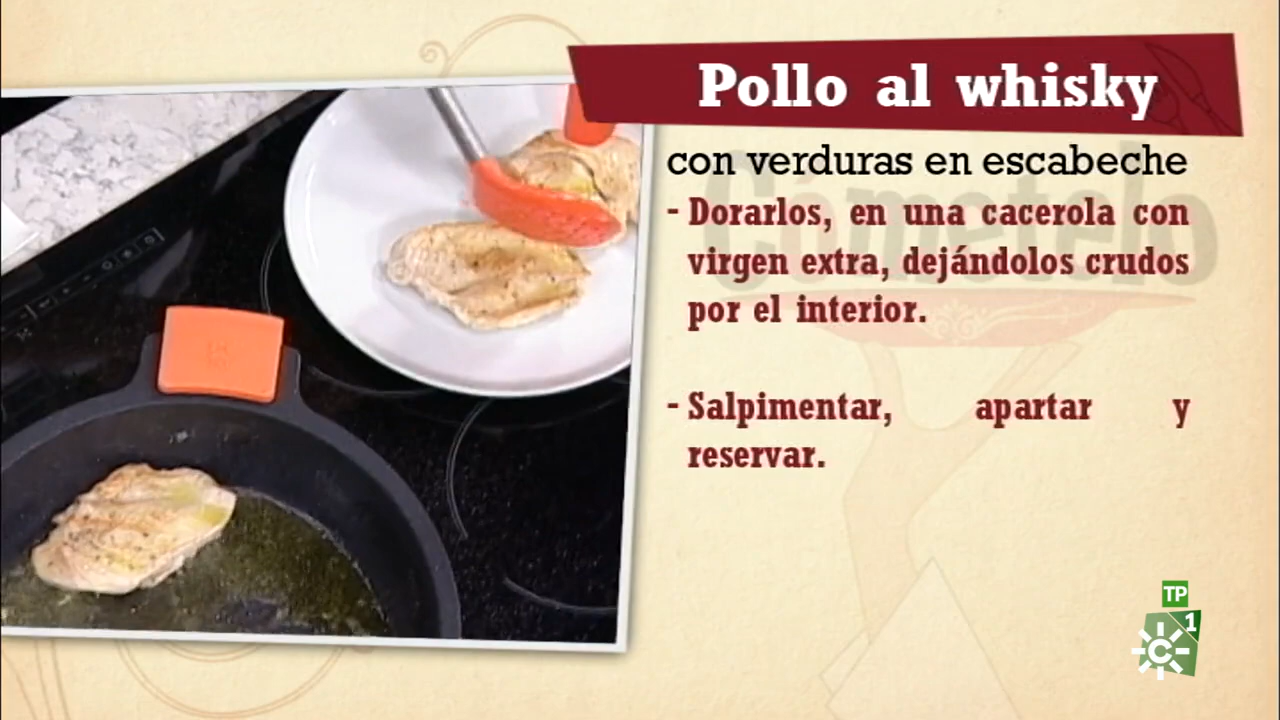 Pollo al whisky
con verduras en escabeche
Cómetelo
- Dorarlos, en una cacerola con
virgen extra, dejándolos crudos
por el interior.
- Salpimentar, apartar y
reservar.
TP
1
C